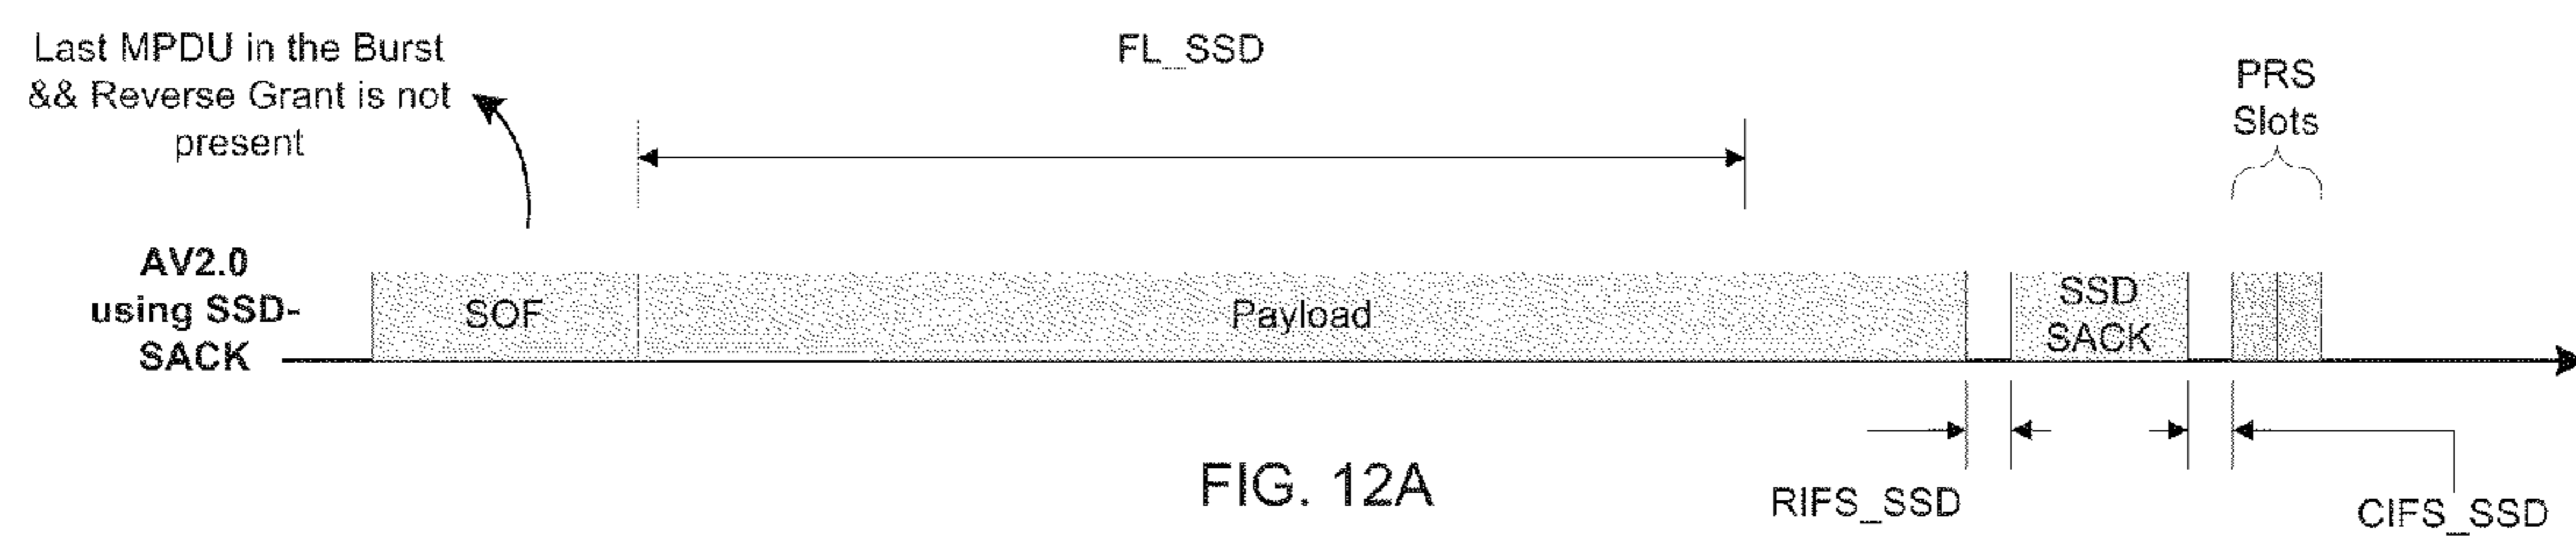 Last MPDU in the Burst
&& Reverse Grant is not
present
FL_SSD
PRS
Slots
AV2.0
using SSD-
SACK
SOF
Payload
SSD
SACK
RIFS_SSD
CIFS_SSD
FIG. 12A